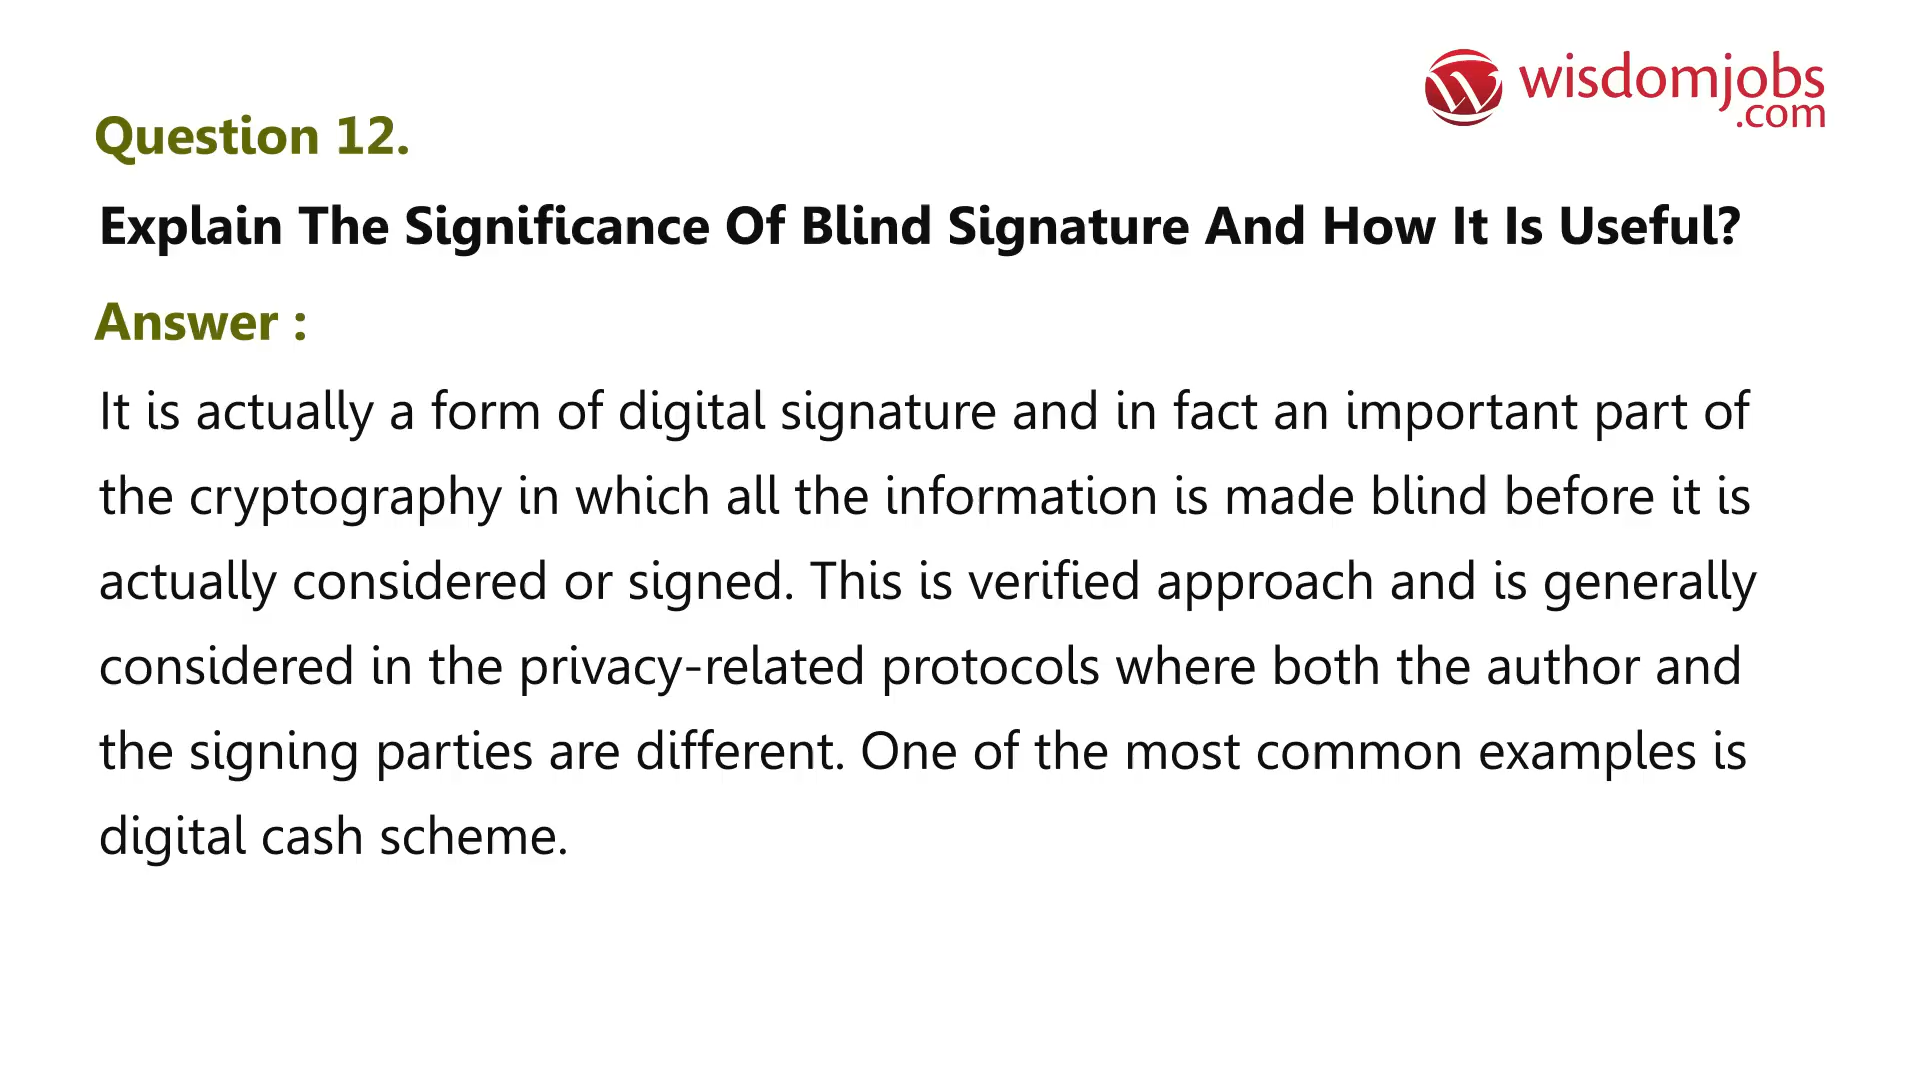 wisdomjobs
.com
Question 12.
Explain The Significance Of Blind Signature And How It Is Useful?
Answer :
It is actually a form of digital signature and in fact an important part of
the cryptography in which all the information is made blind before it is
actually considered or signed. This is verified approach and is generally
considered in the privacy-related protocols where both the author and
the signing parties are different. One of the most common examples is
digital cash scheme.